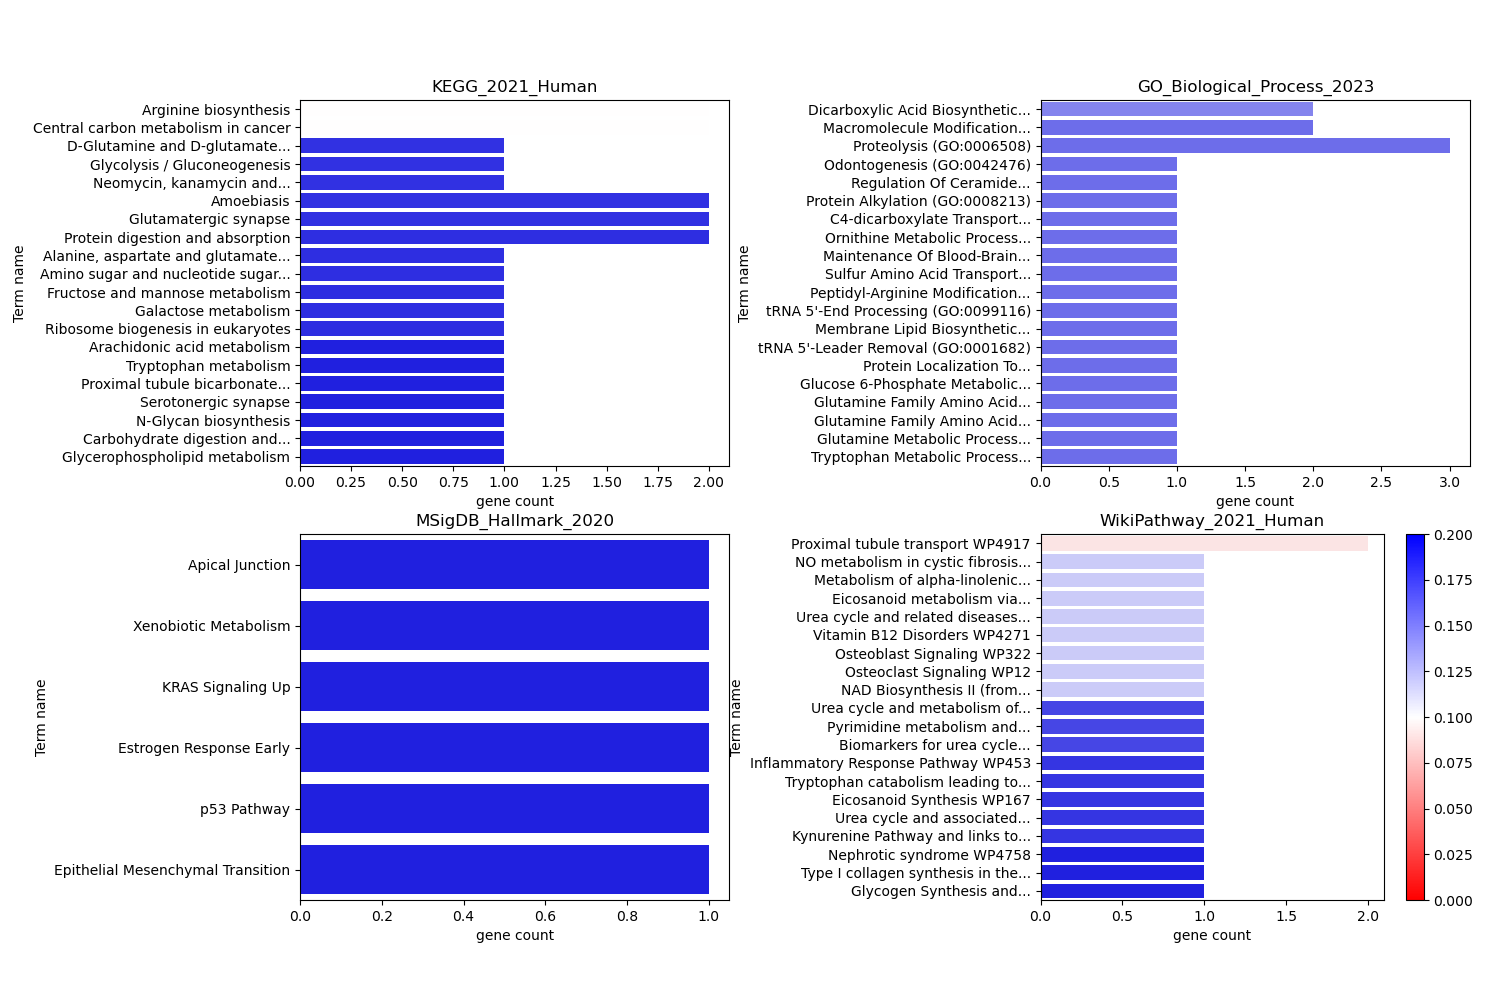 KEGG_2021_Human
Arginine biosynthesis
Central carbon metabolism in cancer
D-Glutamine and D-glutamate...
Glycolysis / Gluconeogenesis
Neomycin, kanamycin and...
Amoebiasis
Glutamatergic synapse
Protein digestion and absorption
Alanine, aspartate and glutamate...
Amino sugar and nucleotide sugar...
Fructose and mannose metabolism
Galactose metabolism
Ribosome biogenesis in eukaryotes
Arachidonic acid metabolism
Tryptophan metabolism
Proximal tubule bicarbonate...
Serotonergic synapse
N-Glycan biosynthesis
Carbohydrate digestion and...
Glycerophospholipid metabolism
Term name
0.00 0.25 0.50 0.75 1.00 1.25 1.50 1.75 2.00
gene count
GO_Biological_Process_2023
Dicarboxylic Acid Biosynthetic...
Macromolecule Modification...
Proteolysis (GO:0006508)
Odontogenesis (GO:0042476)
Regulation Of Ceramide...
Protein Alkylation (GO:0008213)
C4-dicarboxylate Transport...
Ornithine Metabolic Process...
Maintenance Of Blood-Brain...
Sulfur Amino Acid Transport...
Peptidyl-Arginine Modification...
tRNA 5'-End Processing (GO:0099116)
Membrane Lipid Biosynthetic...
tRNA 5'-Leader Removal (GO:0001682)
Protein Localization To...
Glucose 6-Phosphate Metabolic...
Glutamine Family Amino Acid...
Glutamine Family Amino Acid...
Glutamine Metabolic Process...
Tryptophan Metabolic Process...
Term name
0.0 0.5 1.0 1.5 2.0 2.5 3.0
gene count
MSigDB_Hallmark_2020
Apical Junction
Xenobiotic Metabolism
KRAS Signaling Up
Estrogen Response Early
p53 Pathway
Epithelial Mesenchymal Transition
Term name
0.0 0.2 0.4 0.6 0.8 1.0
gene count
WikiPathway_2021_Human
Proximal tubule transport WP4917
NO metabolism in cystic fibrosis...
Metabolism of alpha-linolenic...
Eicosanoid metabolism via...
Urea cycle and related diseases...
Vitamin B12 Disorders WP4271
Osteoblast Signaling WP322
Osteoclast Signaling WP12
NAD Biosynthesis II (from...
Urea cycle and metabolism of...
Pyrimidine metabolism and...
Biomarkers for urea cycle...
Inflammatory Response Pathway WP453
Tryptophan catabolism leading to...
Eicosanoid Synthesis WP167
Urea cycle and associated...
Kynurenine Pathway and links to...
Nephrotic syndrome WP4758
Type I collagen synthesis in the...
Glycogen Synthesis and...
Term name
0.0 0.5 1.0 1.5 2.0
gene count
0.200
0.175
0.150
0.125
0.100
0.075
0.050
0.025
0.000